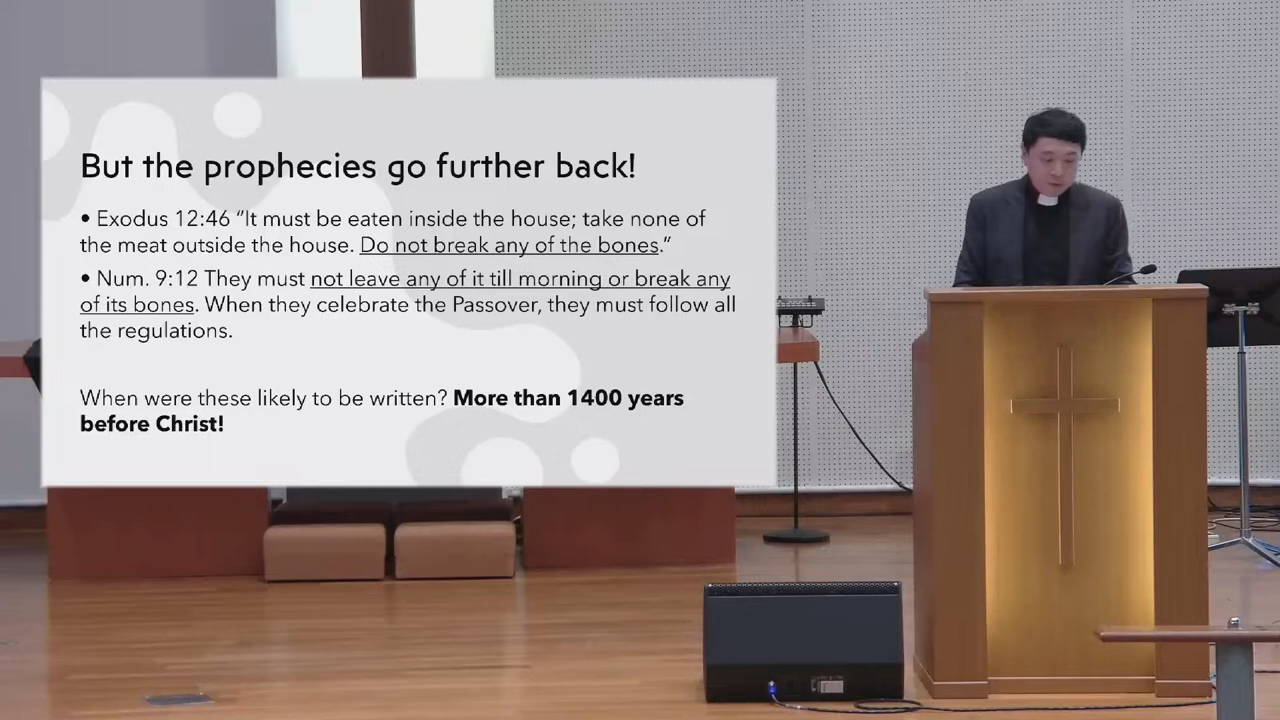 But the prophecies go further back!
• Exodus 12:46 “It must be eaten inside the house; take none of
the meat outside the house. Do not break any of the bones.”
• Num. 9:12 They must not leave any of it till morning or break any
of its bones. When they celebrate the Passover, they must follow all
the regulations.
When were these likely to be written? More than 1400 years
before Christ!